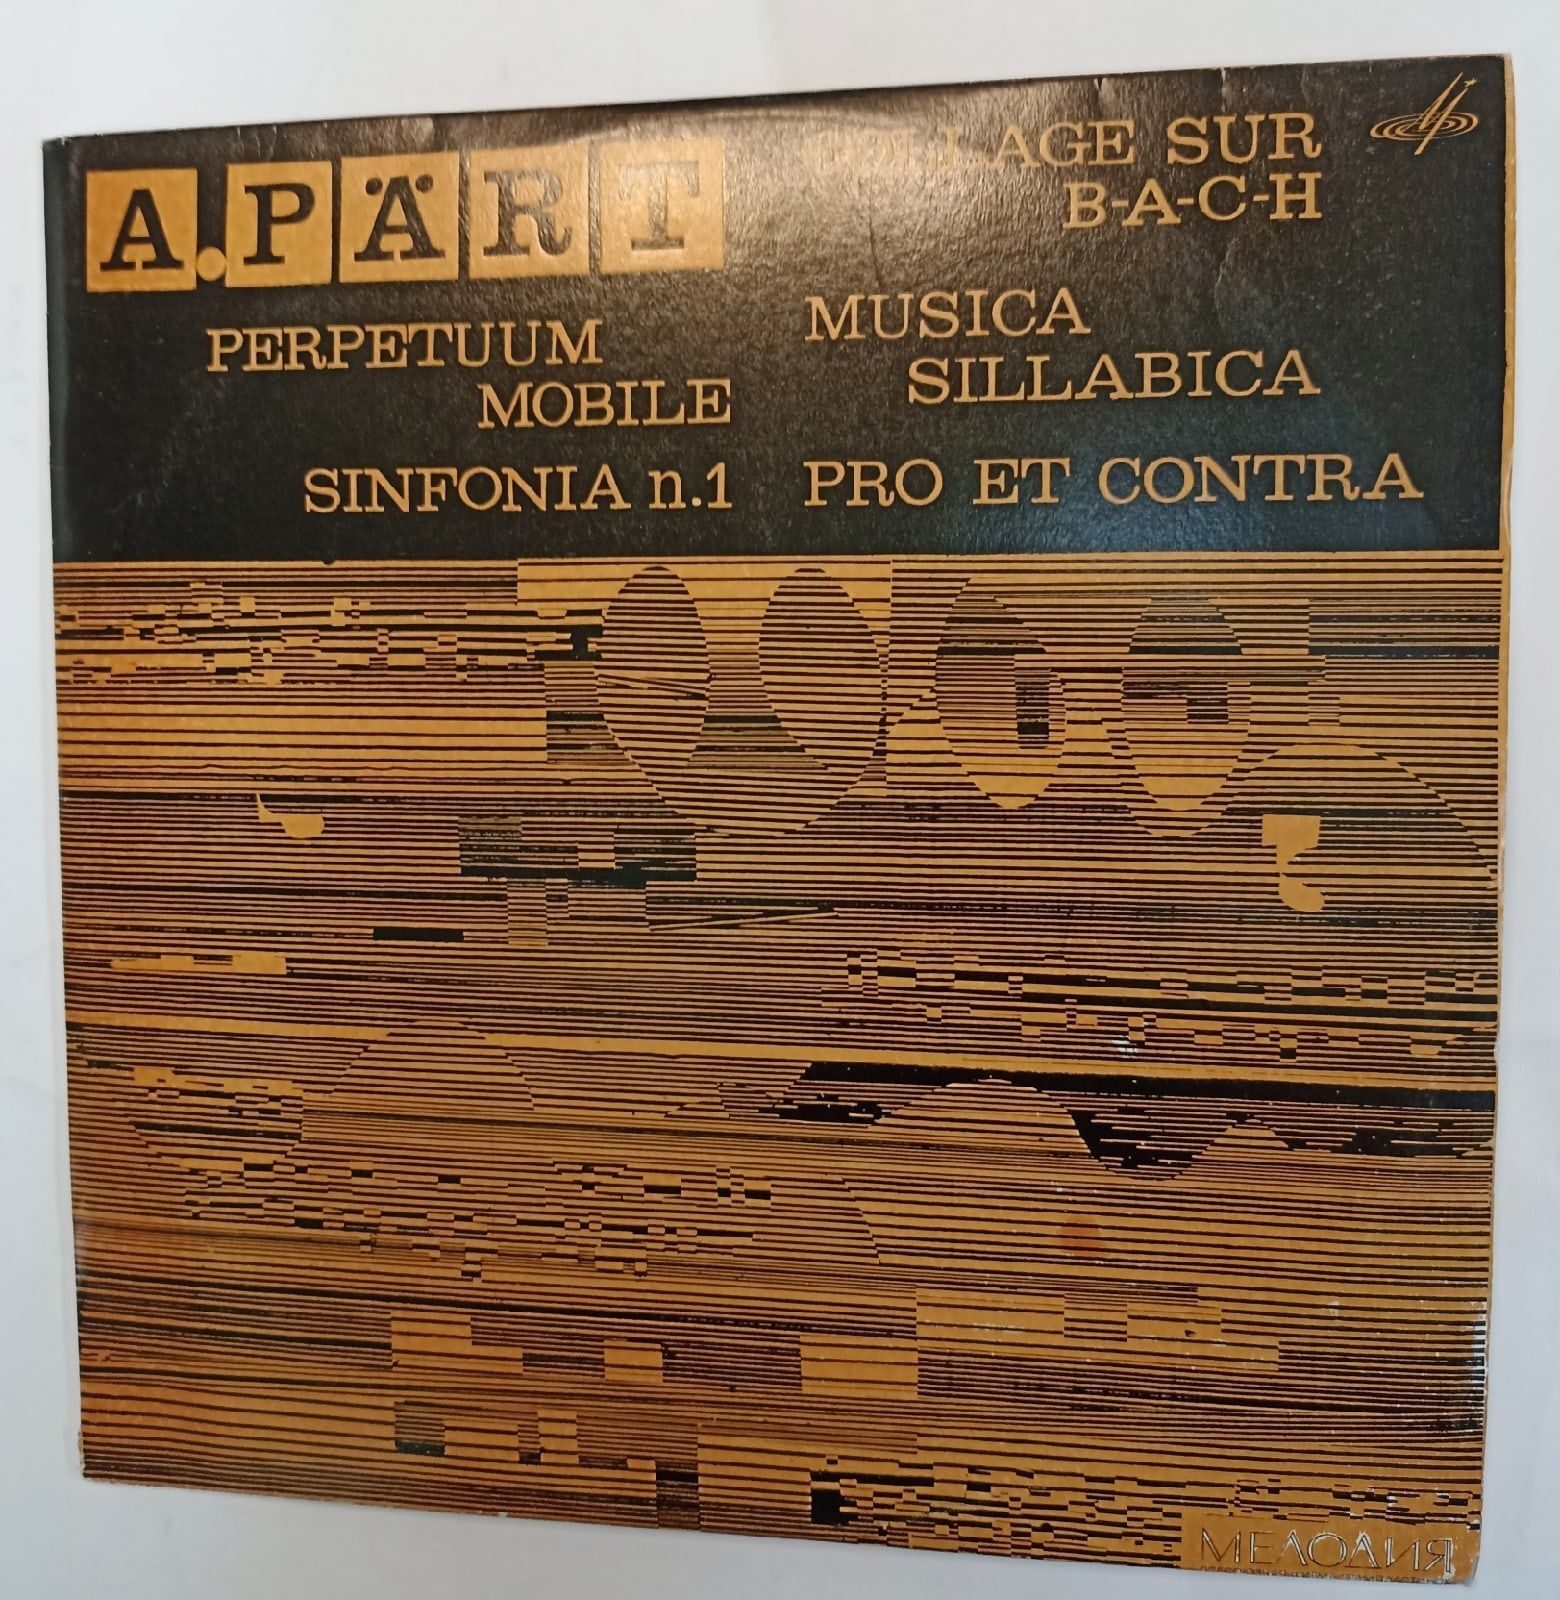 A.PÄRT
PERPETUUM
MOBILE
SINFONIA n.1
COLLAGE SUR
B-A-C-H
MUSICA
SILLABICA
PRO ET CONTRA
МЕЛОДИЯ